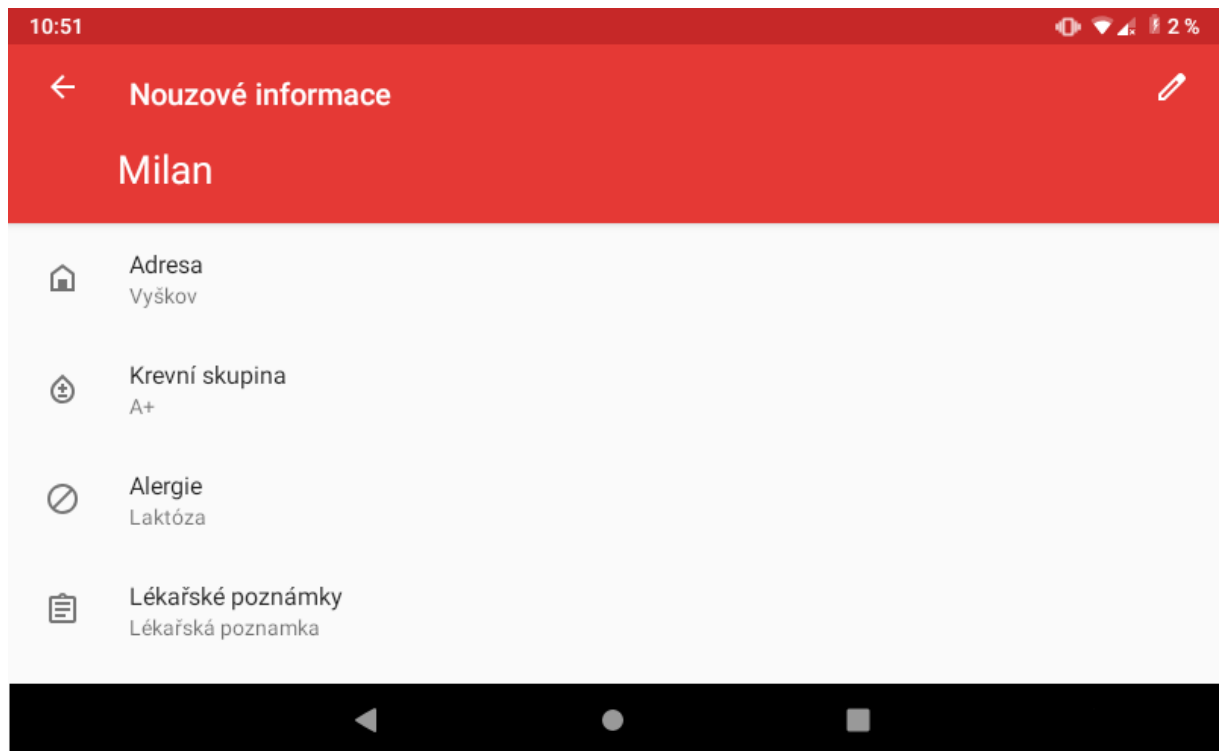 10:51
2 %
Nouzové informace
Milan
Adresa
Vyškov
Krevní skupina
A+
Alergie
Laktóza
Lékařské poznámky
Lékařská poznamka